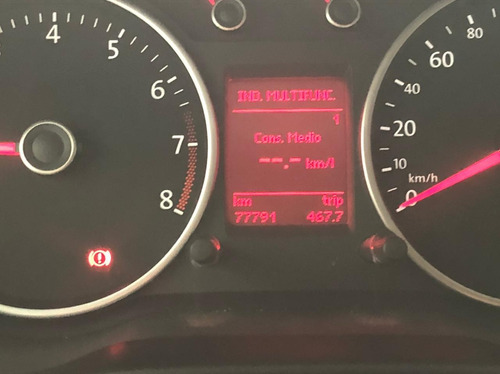 4
5
6
7
8
IND. MULTIFUNC.
1
Cons. Medio
--.- km/l
km trip
77791 467.7
80
60
40
20
10
km/h
0